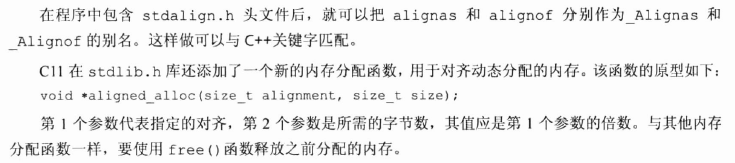 在程序中包含 stdalign.h 头文件后，就可以把 alignas 和 alignof 分别作为_Alignas 和
_Alignof 的别名。这样做可以与 C++关键字匹配。
C11 在 stdlib.h 库还添加了一个新的内存分配函数，用于对齐动态分配的内存。该函数的原型如下：
void *aligned_alloc(size_t alignment, size_t size);
第 1 个参数代表指定的对齐，第 2 个参数是所需的字节数，其值应是第 1 个参数的倍数。与其他内存
分配函数一样，要使用 free()函数释放之前分配的内存。